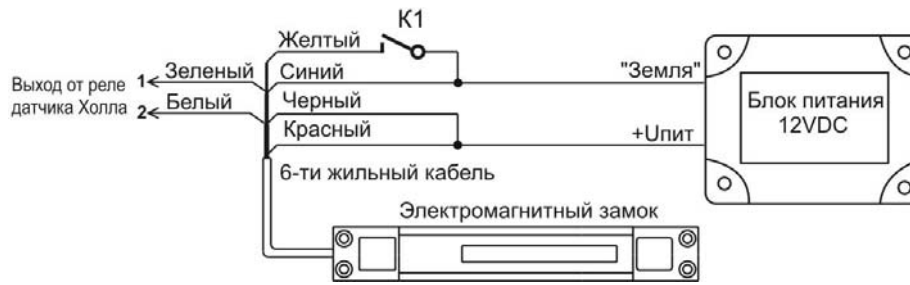 К1
Желтый
Выход от реле
датчика Холла
1
Зеленый
Синий
"Земля"
2
Белый
Черный
Красный
+Uпит
Блок питания
12VDC
6-ти жильный кабель
Электромагнитный замок